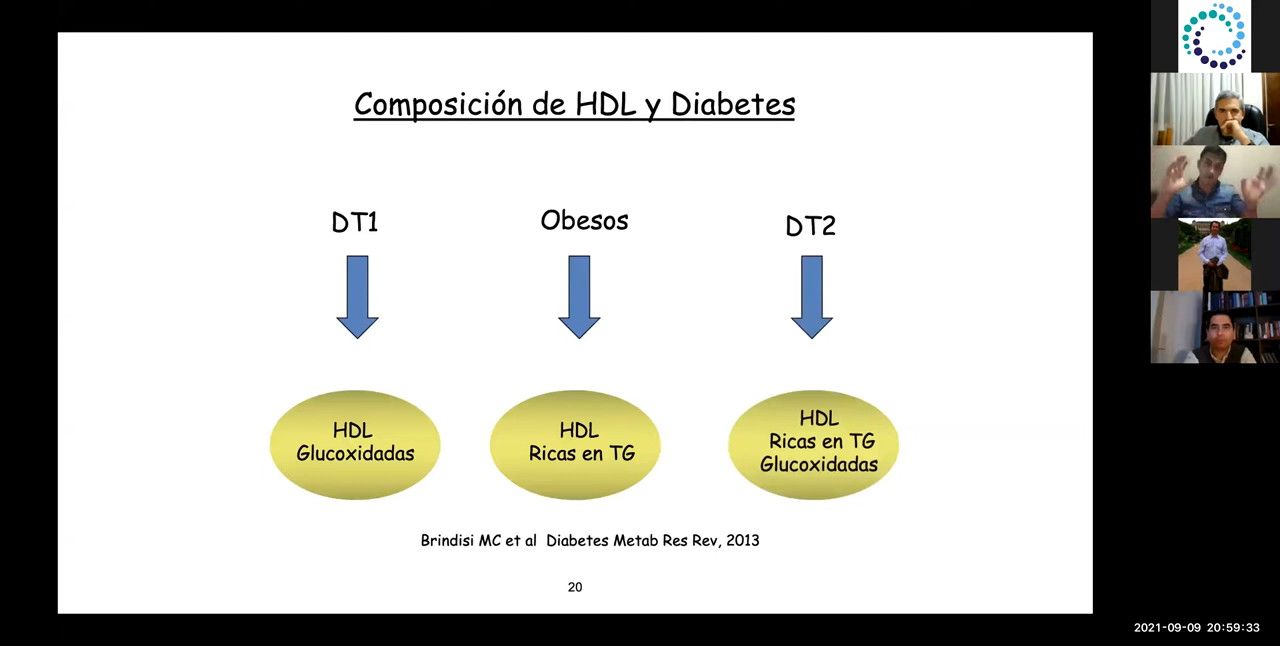 Composición de HDL y Diabetes
DT1
Obesos
DT2
HDL
Glucoxidadas
HDL
Ricas en TG
HDL
Ricas en TG
Glucoxidadas
Brindisi MC et al Diabetes Metab Res Rev, 2013
20
2021-09-09 20:59:33